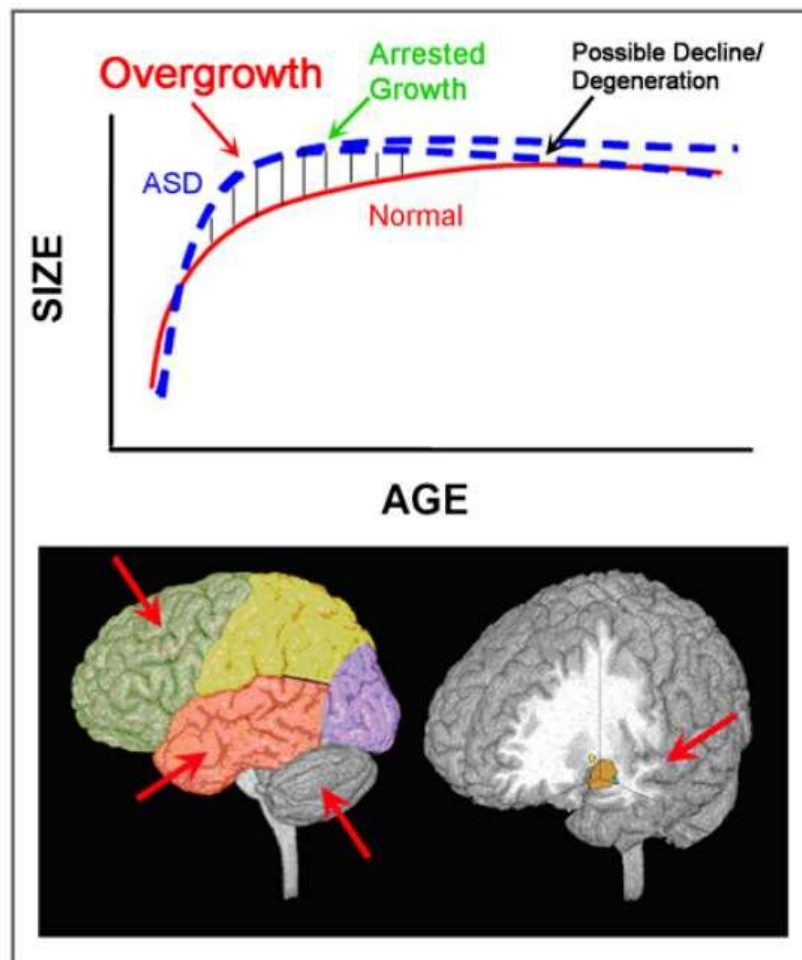 Overgrowth
Arrested
Growth
Possible Decline/
Degeneration
ASD
Normal
SIZE
AGE